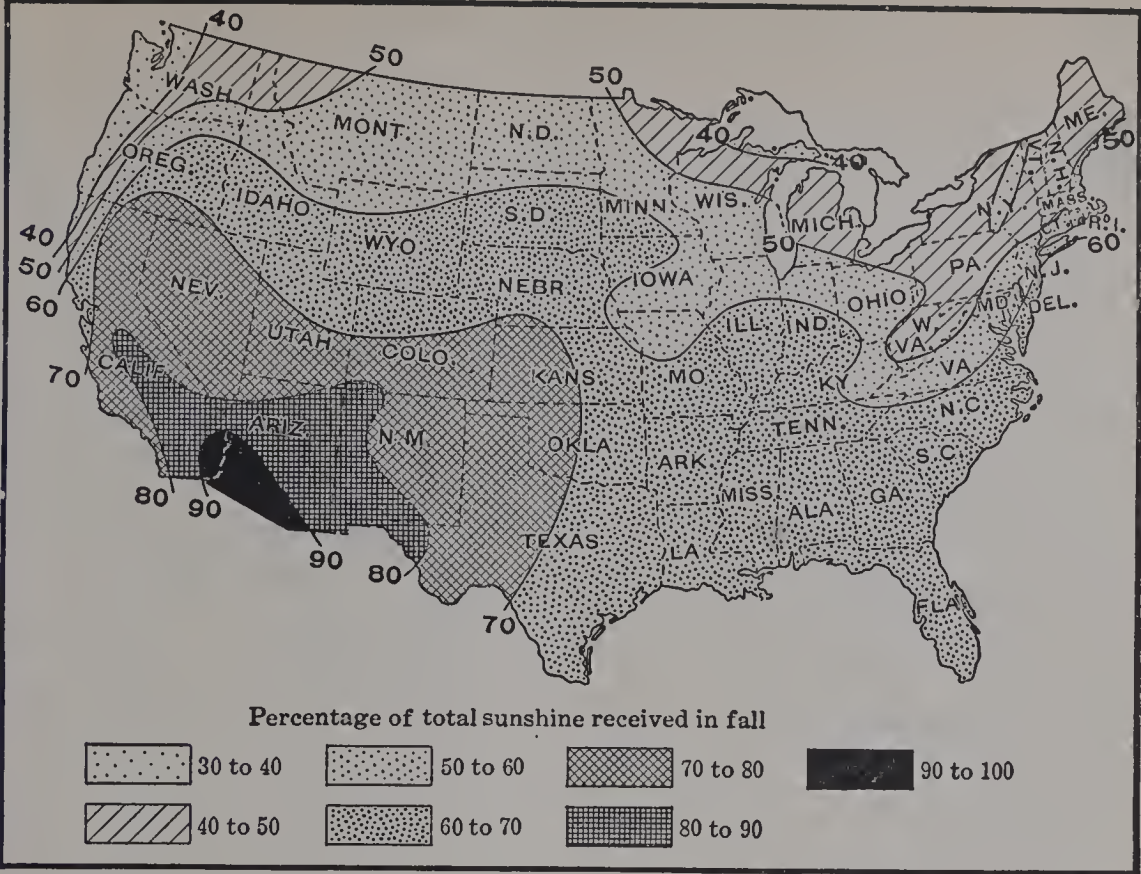 40
50
50
WASH.
MONT.
N.D.
ME.
40
40
50
OREG.
IDAHO
VT.
N.H.
S.D.
MINN.
WIS.
MICH.
N.Y.
MASS.
CT.
R.I.
WYO.
40
50
60
50
60.
NEV.
NEBR.
IOWA
PA.
N.J.
OHIO
MD.
DEL.
UTAH
COLO.
ILL.
IND.
W.
VA.
CALIF.
70
KANS.
MO.
KY.
VA.
ARIZ.
N.M.
OKLA.
TENN.
N.C.
ARK.
S.C.
80
90
MISS.
ALA.
GA.
TEXAS
LA.
90
80
FLA.
70
Percentage of total sunshine received in fall
30 to 40
50 to 60
70 to 80
90 to 100
40 to 50
60 to 70
80 to 90